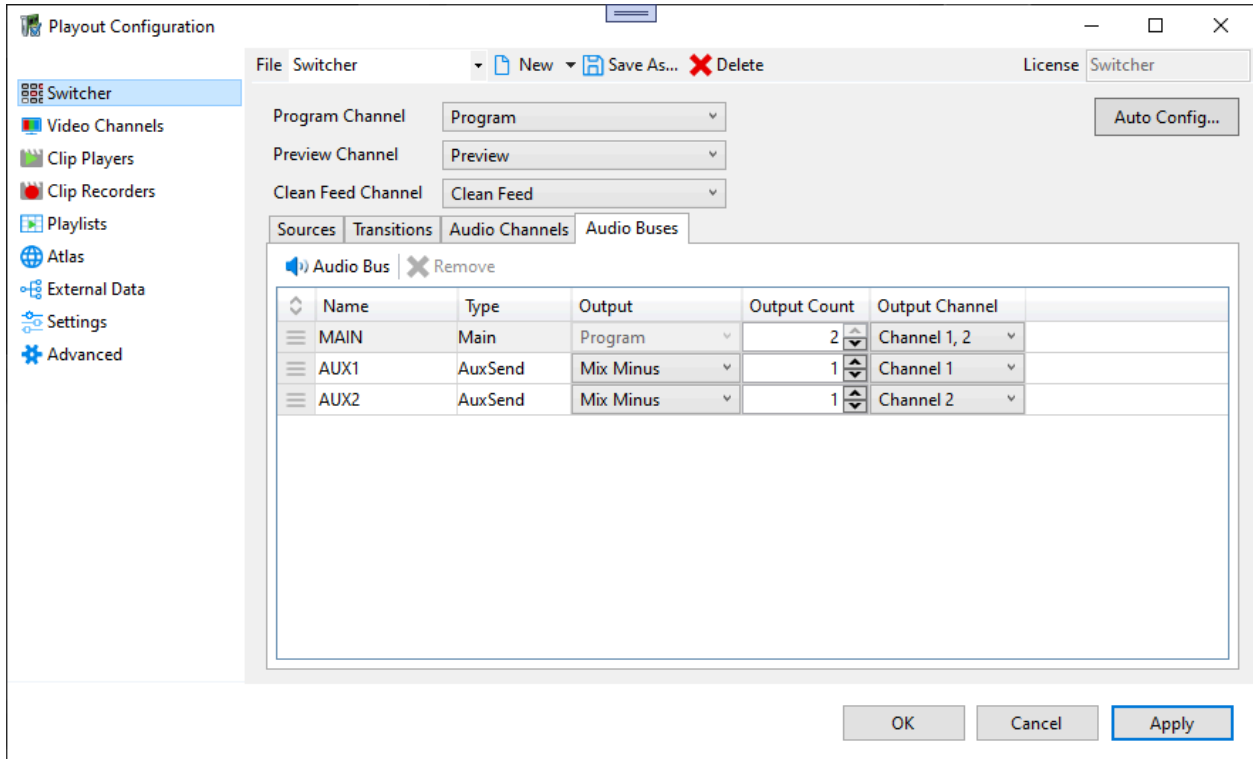 Playout Configuration
File Switcher New Save As... Delete License Switcher
Switcher
Video Channels
Clip Players
Clip Recorders
Playlists
Atlas
External Data
Settings
Advanced
Program Channel Program Auto Config...
Preview Channel Preview
Clean Feed Channel Clean Feed
Sources Transitions Audio Channels Audio Buses
Audio Bus Remove
Name Type Output Output Count Output Channel
MAIN Main Program 2 Channel 1, 2
AUX1 AuxSend Mix Minus 1 Channel 1
AUX2 AuxSend Mix Minus 1 Channel 2
OK Cancel Apply